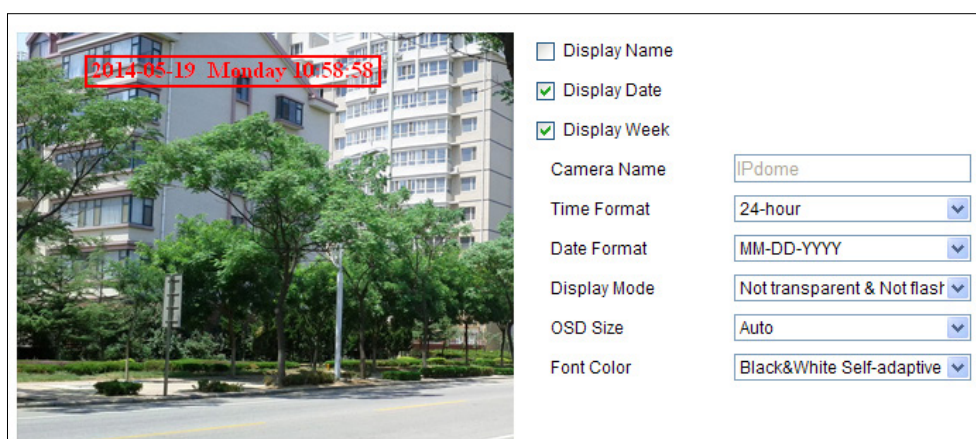 2014-05-19 Monday 10:58:58
Display Name
Display Date
Display Week
Camera Name IPdome
Time Format 24-hour
Date Format MM-DD-YYYY
Display Mode Not transparent & Not flash
OSD Size Auto
Font Color Black&White Self-adaptive